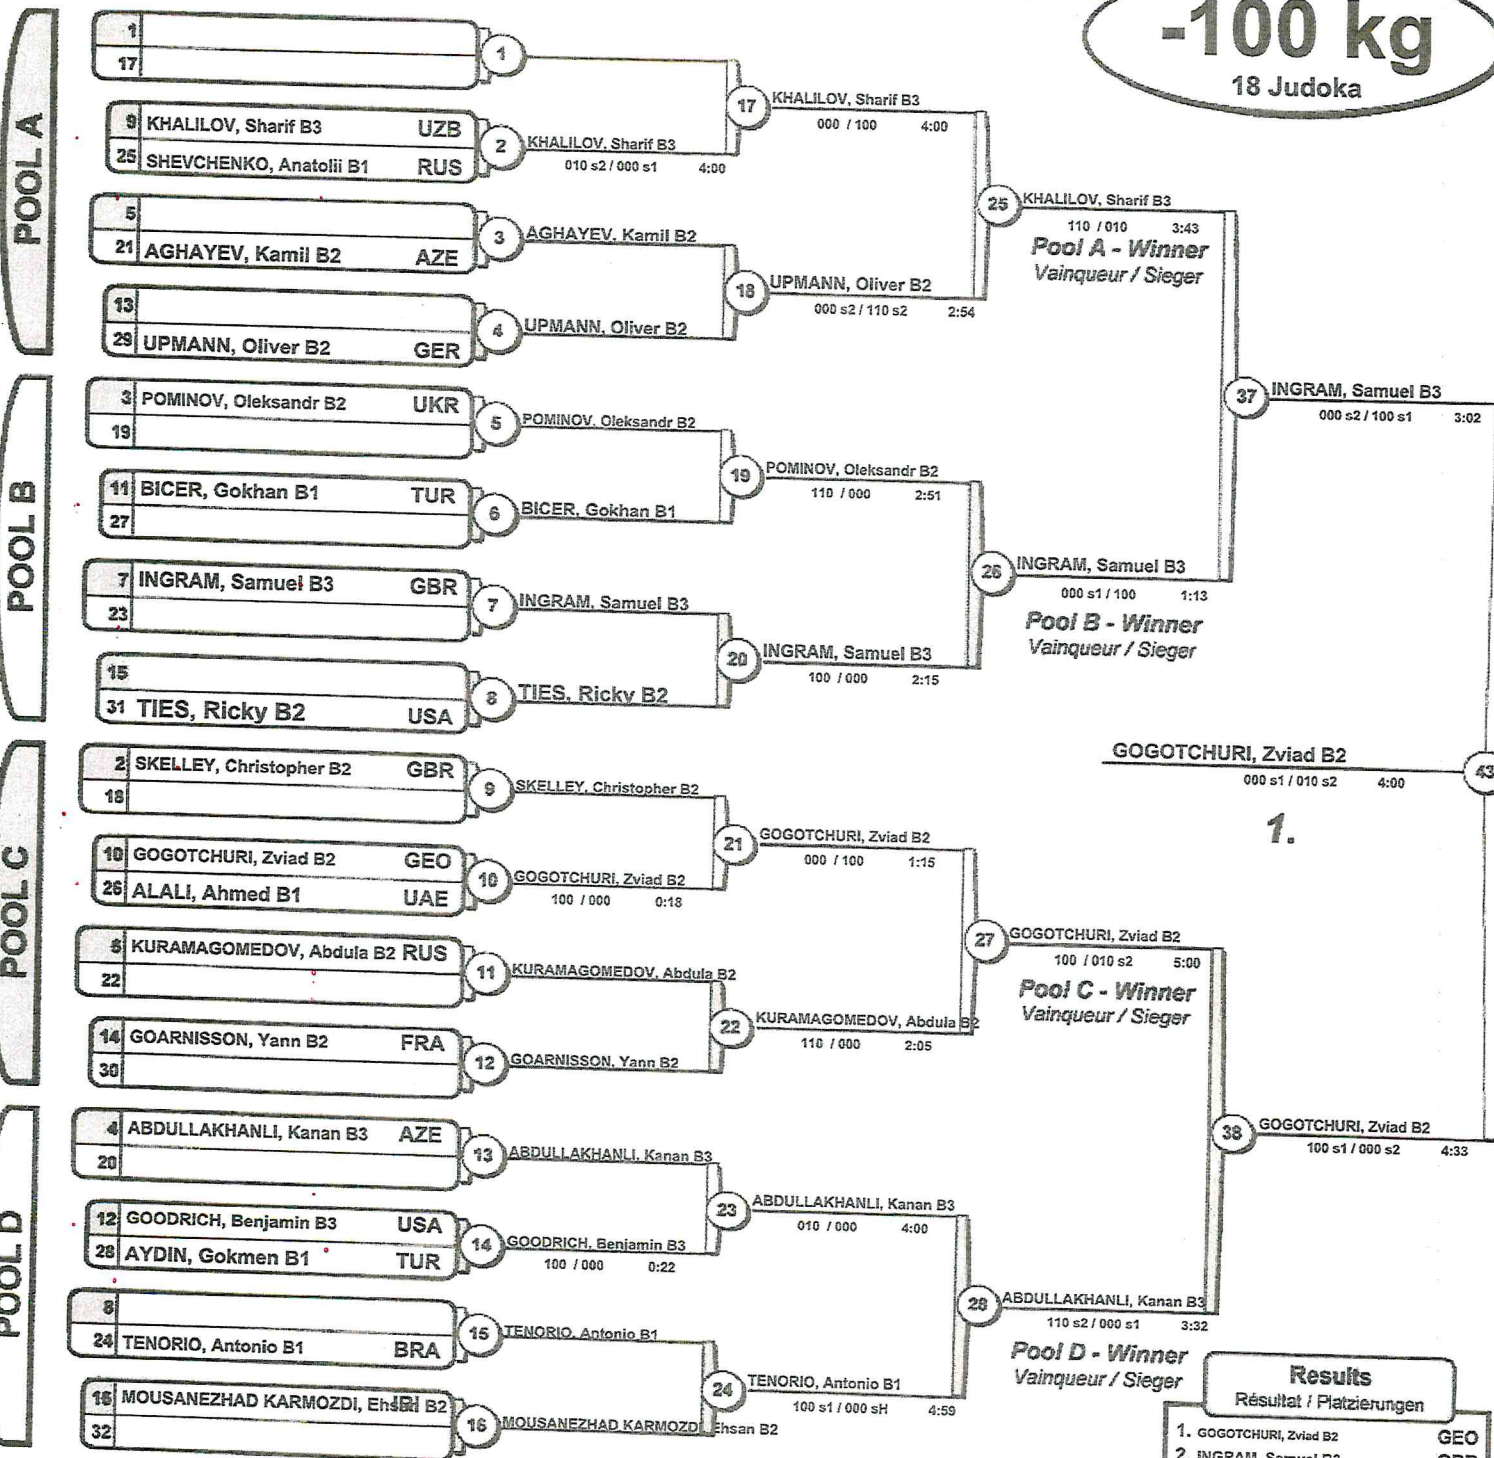 -100 kg
18 Judoka
POOL A
1
17
1
9 KHALILOV, Sharif B3 UZB
25 SHEVCHENKO, Anatolii B1 RUS
2
KHALILOV, Sharif B3
010 s2 / 000 s1 4:00
17
KHALILOV, Sharif B3
000 / 100 4:00
5
21 AGHAYEV, Kamil B2 AZE
3
AGHAYEV, Kamil B2
13
29 UPMANN, Oliver B2 GER
4
UPMANN, Oliver B2
18
UPMANN, Oliver B2
000 s2 / 110 s2 2:54
25
KHALILOV, Sharif B3
110 / 010 3:43
Pool A - Winner
Vainqueur / Sieger
POOL B
3 POMINOV, Oleksandr B2 UKR
19
5
POMINOV, Oleksandr B2
11 BICER, Gokhan B1 TUR
27
6
BICER, Gokhan B1
19
POMINOV, Oleksandr B2
110 / 000 2:51
7 INGRAM, Samuel B3 GBR
23
7
INGRAM, Samuel B3
15
31 TIES, Ricky B2 USA
8
TIES, Ricky B2
20
INGRAM, Samuel B3
100 / 000 2:15
26
INGRAM, Samuel B3
000 s1 / 100 1:13
Pool B - Winner
Vainqueur / Sieger
37
INGRAM, Samuel B3
000 s2 / 100 s1 3:02
POOL C
2 SKELLEY, Christopher B2 GBR
18
9
SKELLEY, Christopher B2
10 GOGOTCHURI, Zviad B2 GEO
26 ALALI, Ahmed B1 UAE
10
GOGOTCHURI, Zviad B2
100 / 000 0:18
21
GOGOTCHURI, Zviad B2
000 / 100 1:15
6 KURAMAGOMEDOV, Abdula B2 RUS
22
11
KURAMAGOMEDOV, Abdula B2
14 GOARNISSON, Yann B2 FRA
30
12
GOARNISSON, Yann B2
22
KURAMAGOMEDOV, Abdula B2
110 / 000 2:05
27
GOGOTCHURI, Zviad B2
100 / 010 s2 5:00
Pool C - Winner
Vainqueur / Sieger
GOGOTCHURI, Zviad B2
000 s1 / 010 s2 4:00
43
1.
POOL D
4 ABDULLAKHANLI, Kanan B3 AZE
20
13
ABDULLAKHANLI, Kanan B3
12 GOODRICH, Benjamin B3 USA
28 AYDIN, Gokmen B1 TUR
14
GOODRICH, Benjamin B3
100 / 000 0:22
23
ABDULLAKHANLI, Kanan B3
010 / 000 4:00
8
24 TENORIO, Antonio B1 BRA
15
TENORIO, Antonio B1
16 MOUSANEZHAD KARMOZDI, Ehsan B2 IRI
32
16
MOUSANEZHAD KARMOZDI, Ehsan B2
24
TENORIO, Antonio B1
100 s1 / 000 sH 4:59
28
ABDULLAKHANLI, Kanan B3
110 s2 / 000 s1 3:32
Pool D - Winner
Vainqueur / Sieger
38
GOGOTCHURI, Zviad B2
100 s1 / 000 s2 4:33
Results
Résultat / Platzierungen
1. GOGOTCHURI, Zviad B2 GEO
2. INGRAM, Samuel B3 GBR